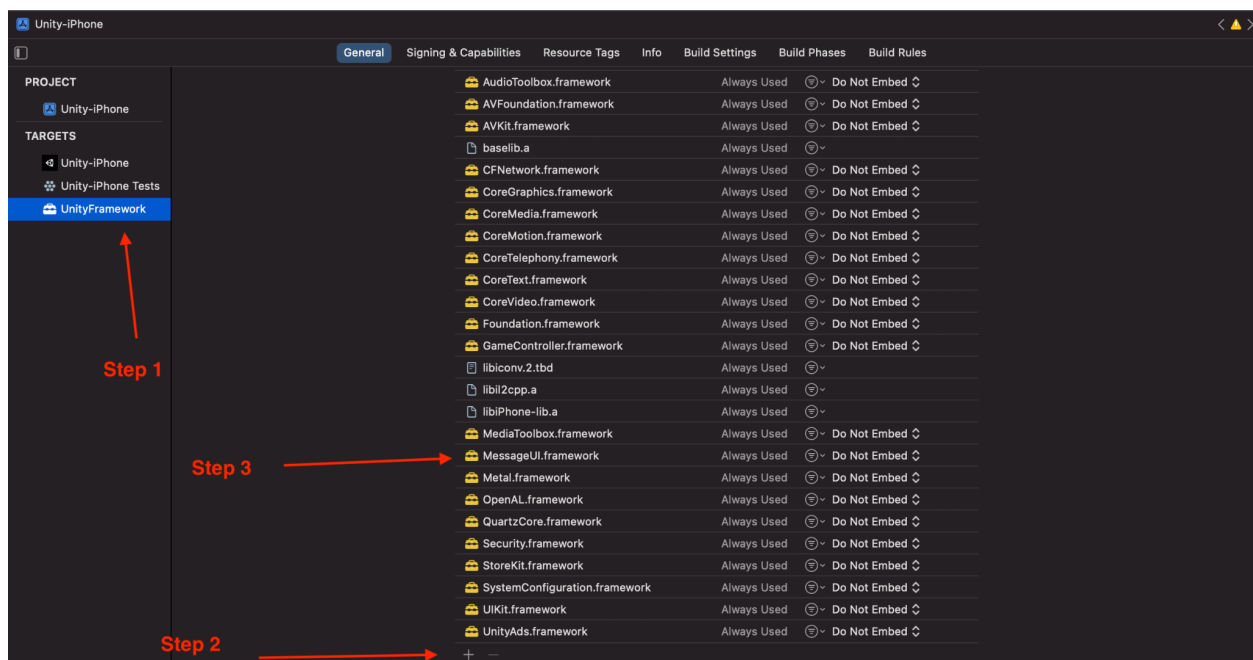 Unity-iPhone
General Signing & Capabilities Resource Tags Info Build Settings Build Phases Build Rules
PROJECT
Unity-iPhone
TARGETS
Unity-iPhone
Unity-iPhone Tests
UnityFramework
Step 1
AudioToolbox.framework Always Used Do Not Embed
AVFoundation.framework Always Used Do Not Embed
AVKit.framework Always Used Do Not Embed
baselib.a Always Used
CFNetwork.framework Always Used Do Not Embed
CoreGraphics.framework Always Used Do Not Embed
CoreMedia.framework Always Used Do Not Embed
CoreMotion.framework Always Used Do Not Embed
CoreTelephony.framework Always Used Do Not Embed
CoreText.framework Always Used Do Not Embed
CoreVideo.framework Always Used Do Not Embed
Foundation.framework Always Used Do Not Embed
GameController.framework Always Used Do Not Embed
libiconv.2.tbd Always Used
libil2cpp.a Always Used
libiPhone-lib.a Always Used
MediaToolbox.framework Always Used Do Not Embed
Step 3
MessageUI.framework Always Used Do Not Embed
Metal.framework Always Used Do Not Embed
OpenAL.framework Always Used Do Not Embed
QuartzCore.framework Always Used Do Not Embed
Security.framework Always Used Do Not Embed
StoreKit.framework Always Used Do Not Embed
SystemConfiguration.framework Always Used Do Not Embed
UIKit.framework Always Used Do Not Embed
UnityAds.framework Always Used Do Not Embed
Step 2